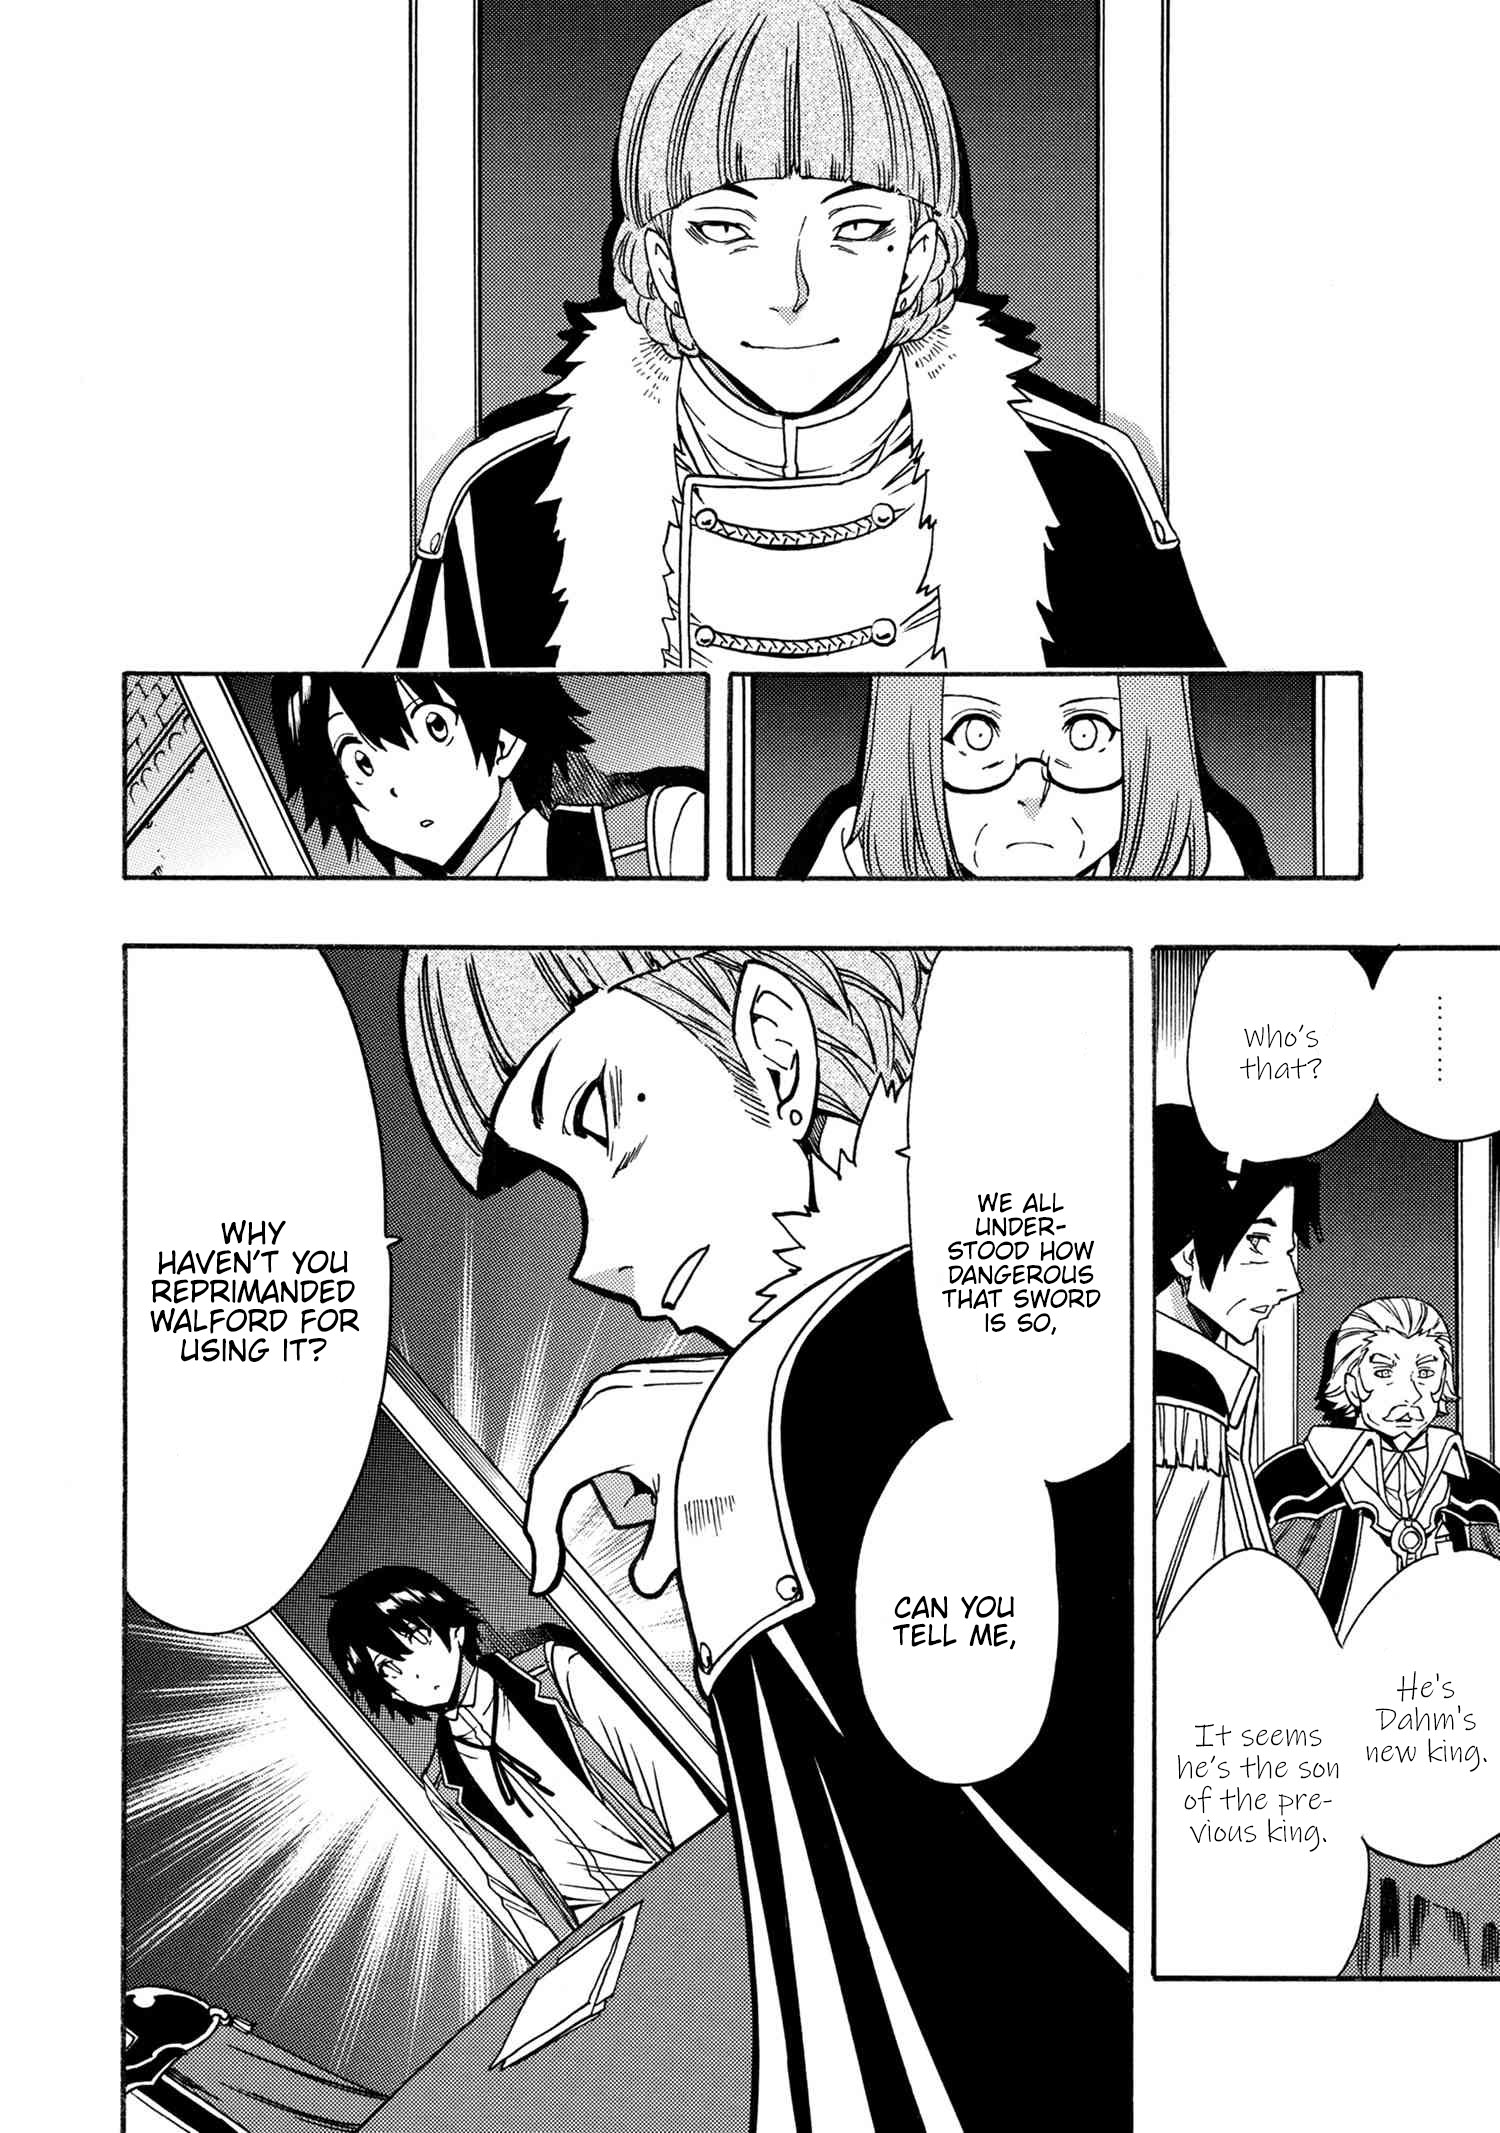 ………
Who's
that?
He's
Dahm's
new king.
It seems
he's the son
of the pre-
vious king.
WE ALL
UNDER-
STOOD HOW
DANGEROUS
THAT SWORD
IS SO,
CAN YOU
TELL ME,
WHY
HAVEN'T YOU
REPRIMANDED
WALFORD FOR
USING IT?